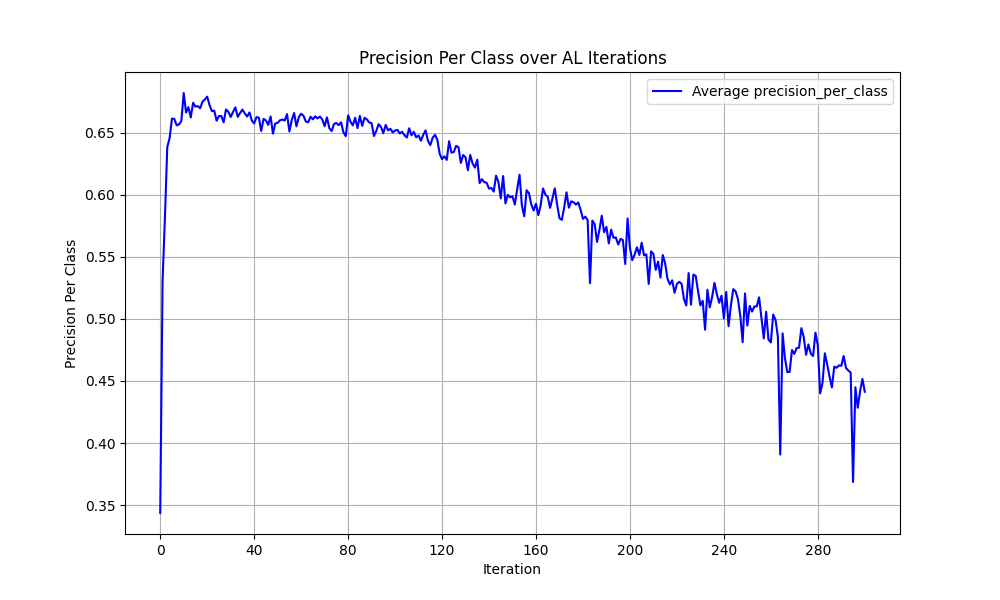 Precision Per Class over AL Iterations
Average precision_per_class
Precision Per Class
0.65
0.60
0.55
0.50
0.45
0.40
0.35
0 40 80 120 160 200 240 280
Iteration